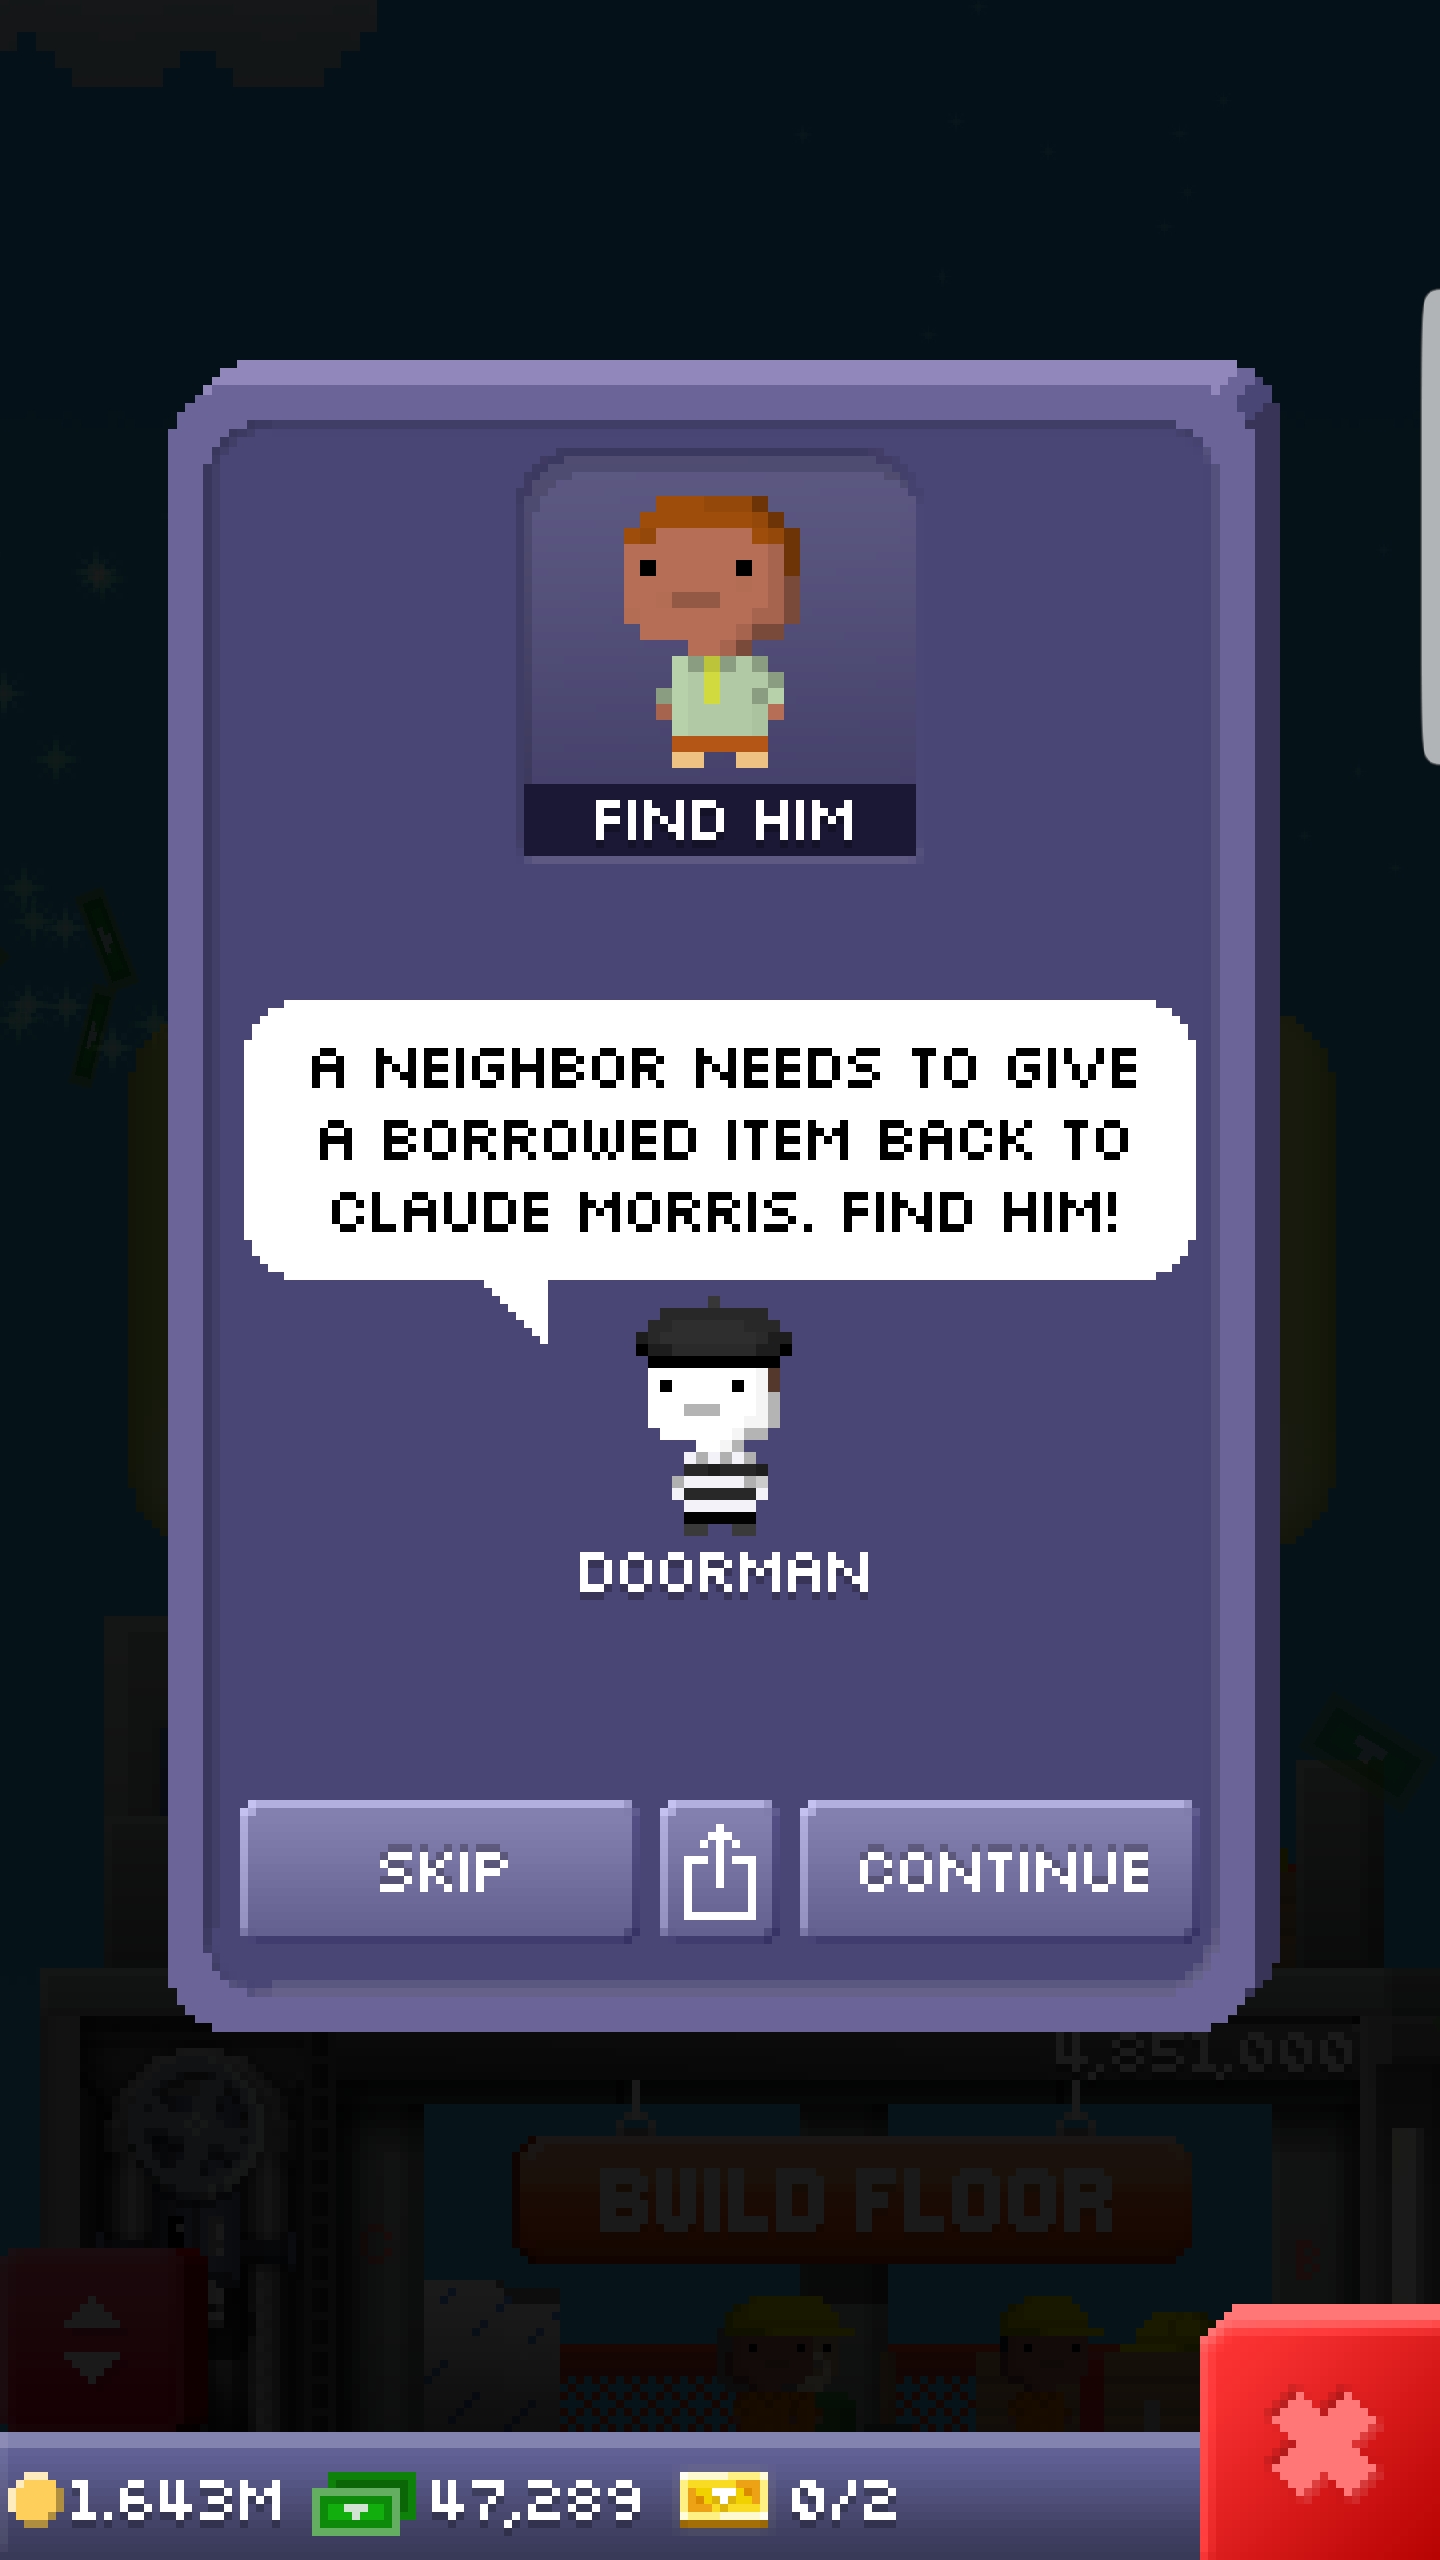 FIND HIM
A NEIGHBOR NEEDS TO GIVE
A BORROWED ITEM BACK TO
CLAUDE MORRIS. FIND HIM!
DOORMAN
SKIP
CONTINUE
4,851,000
BUILD FLOOR
1.643M 47,289 0/2